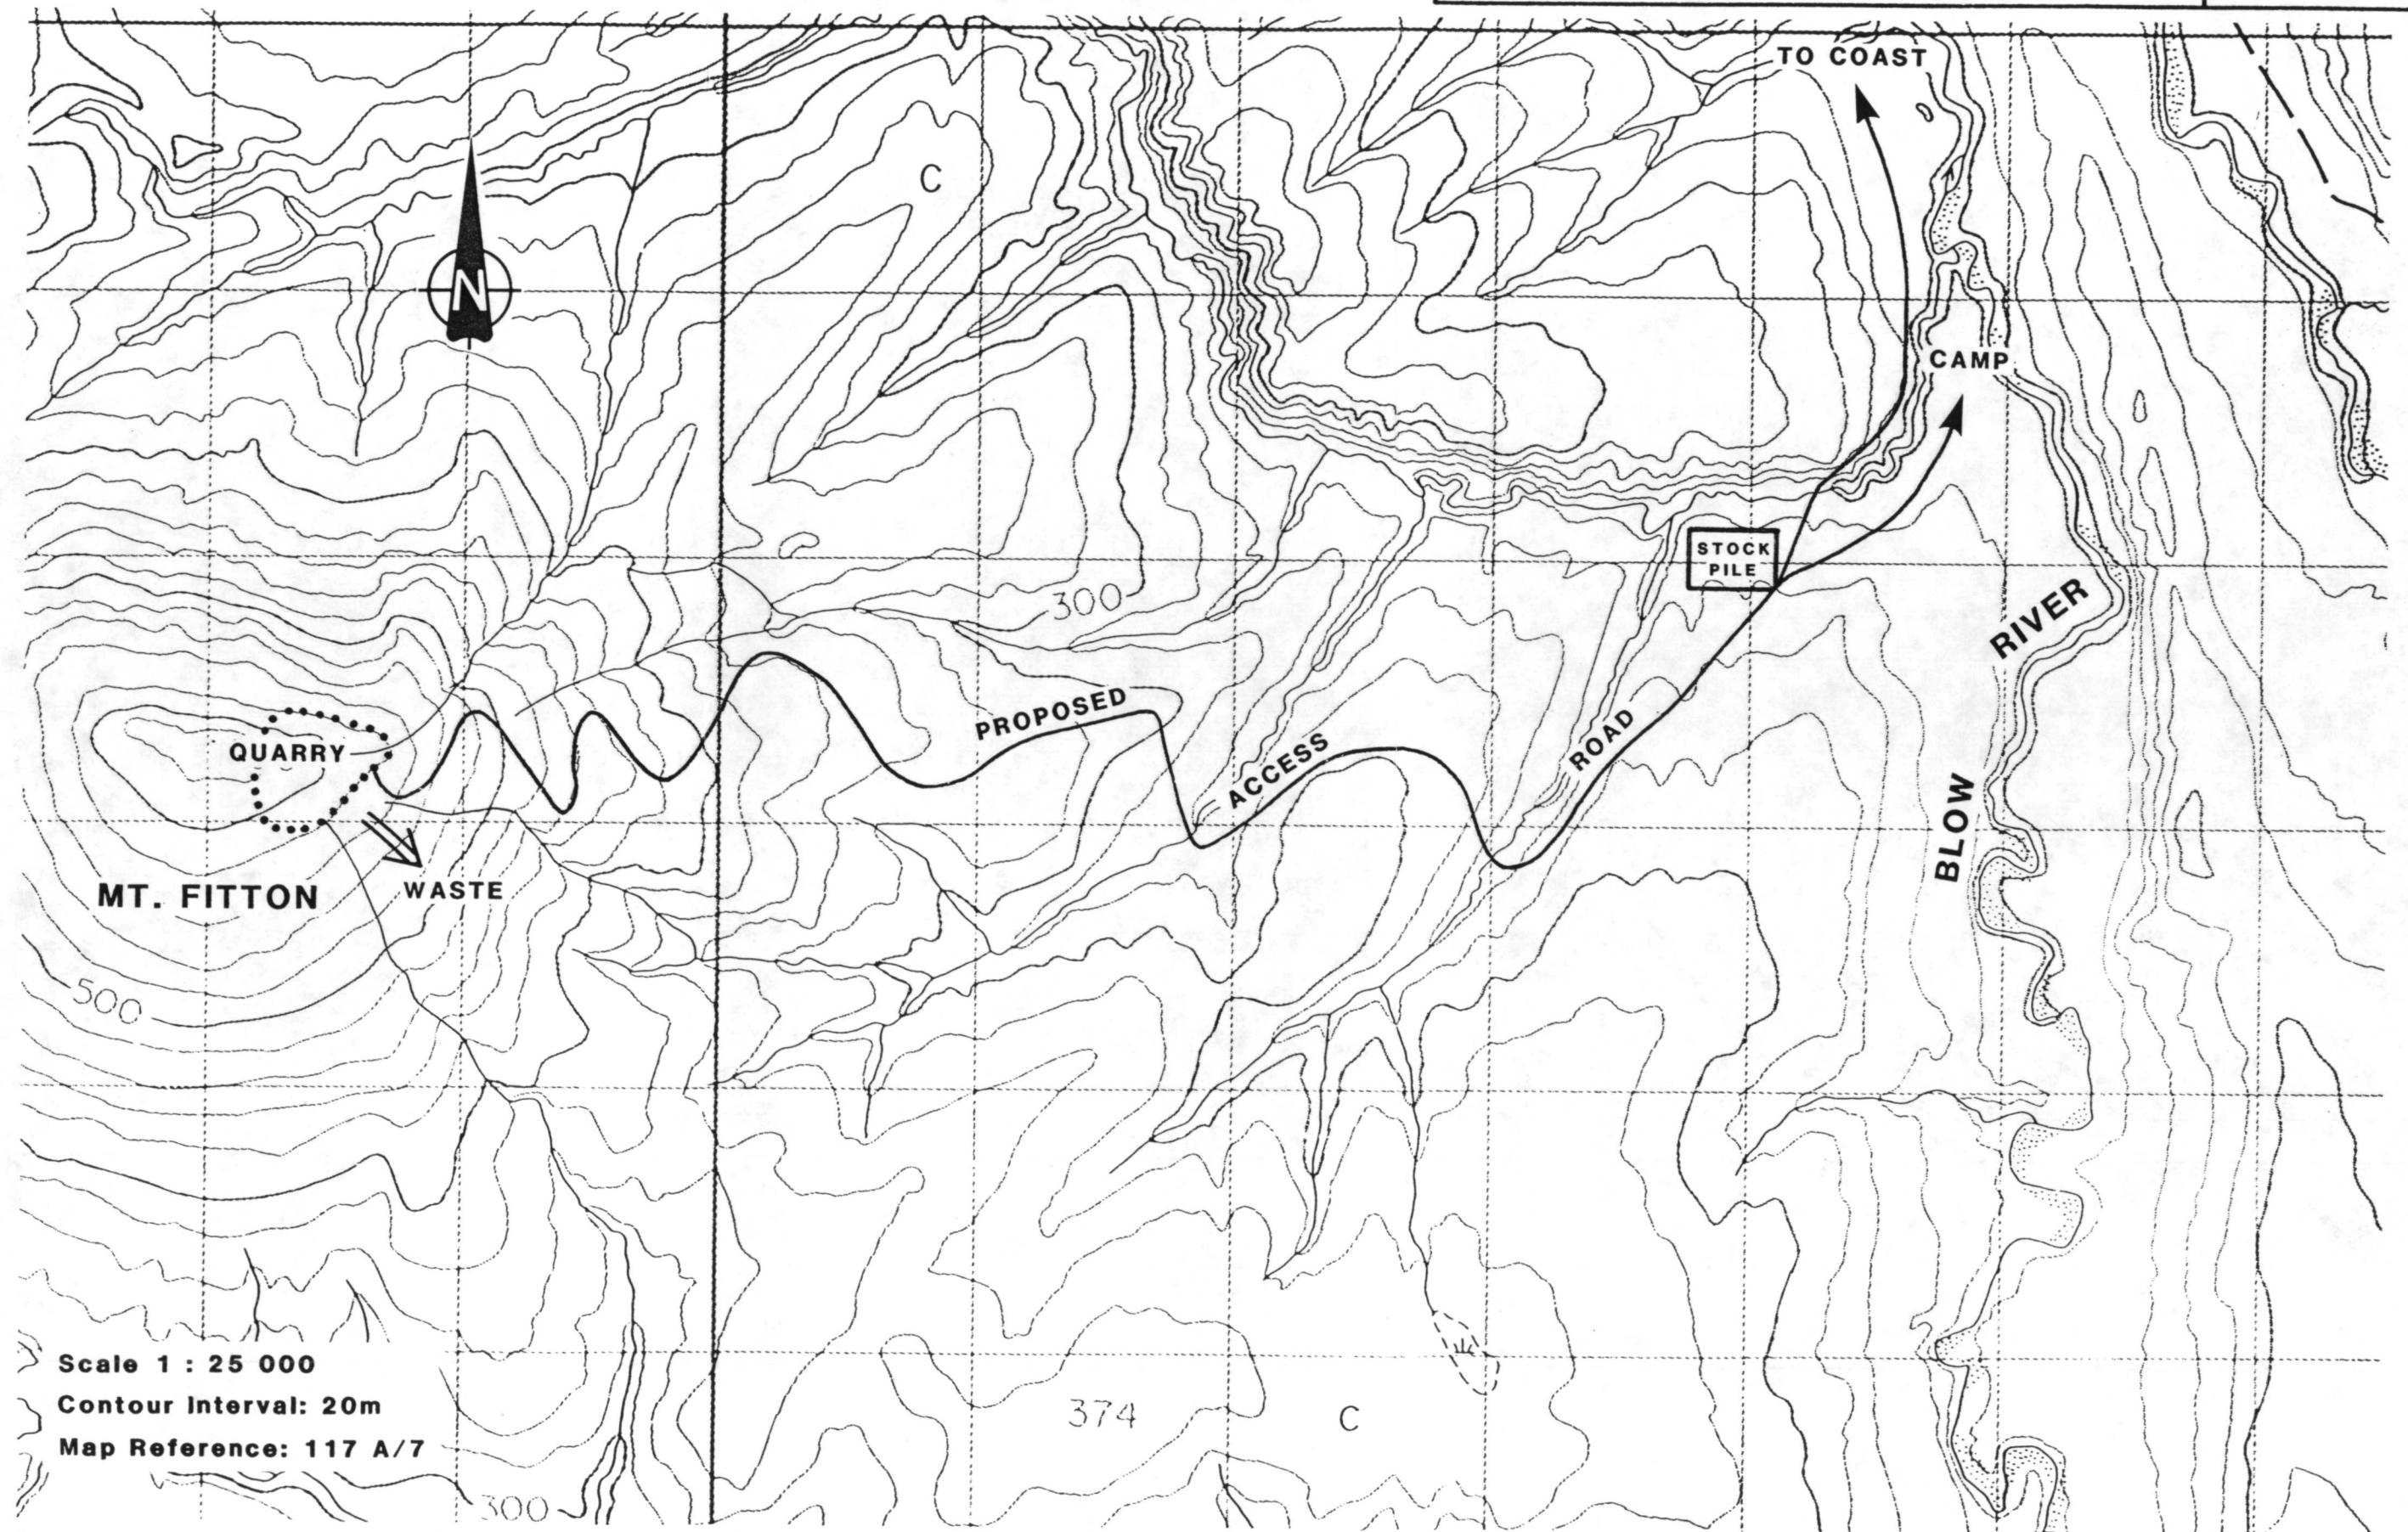 TO COAST
C
N
CAMP
STOCK
PILE
300
RIVER
PROPOSED
ROAD
QUARRY
ACCESS
BLOW
MT. FITTON
WASTE
500
Scale 1 : 25 000
Contour Interval: 20m
Map Reference: 117 A/7
374
C
300